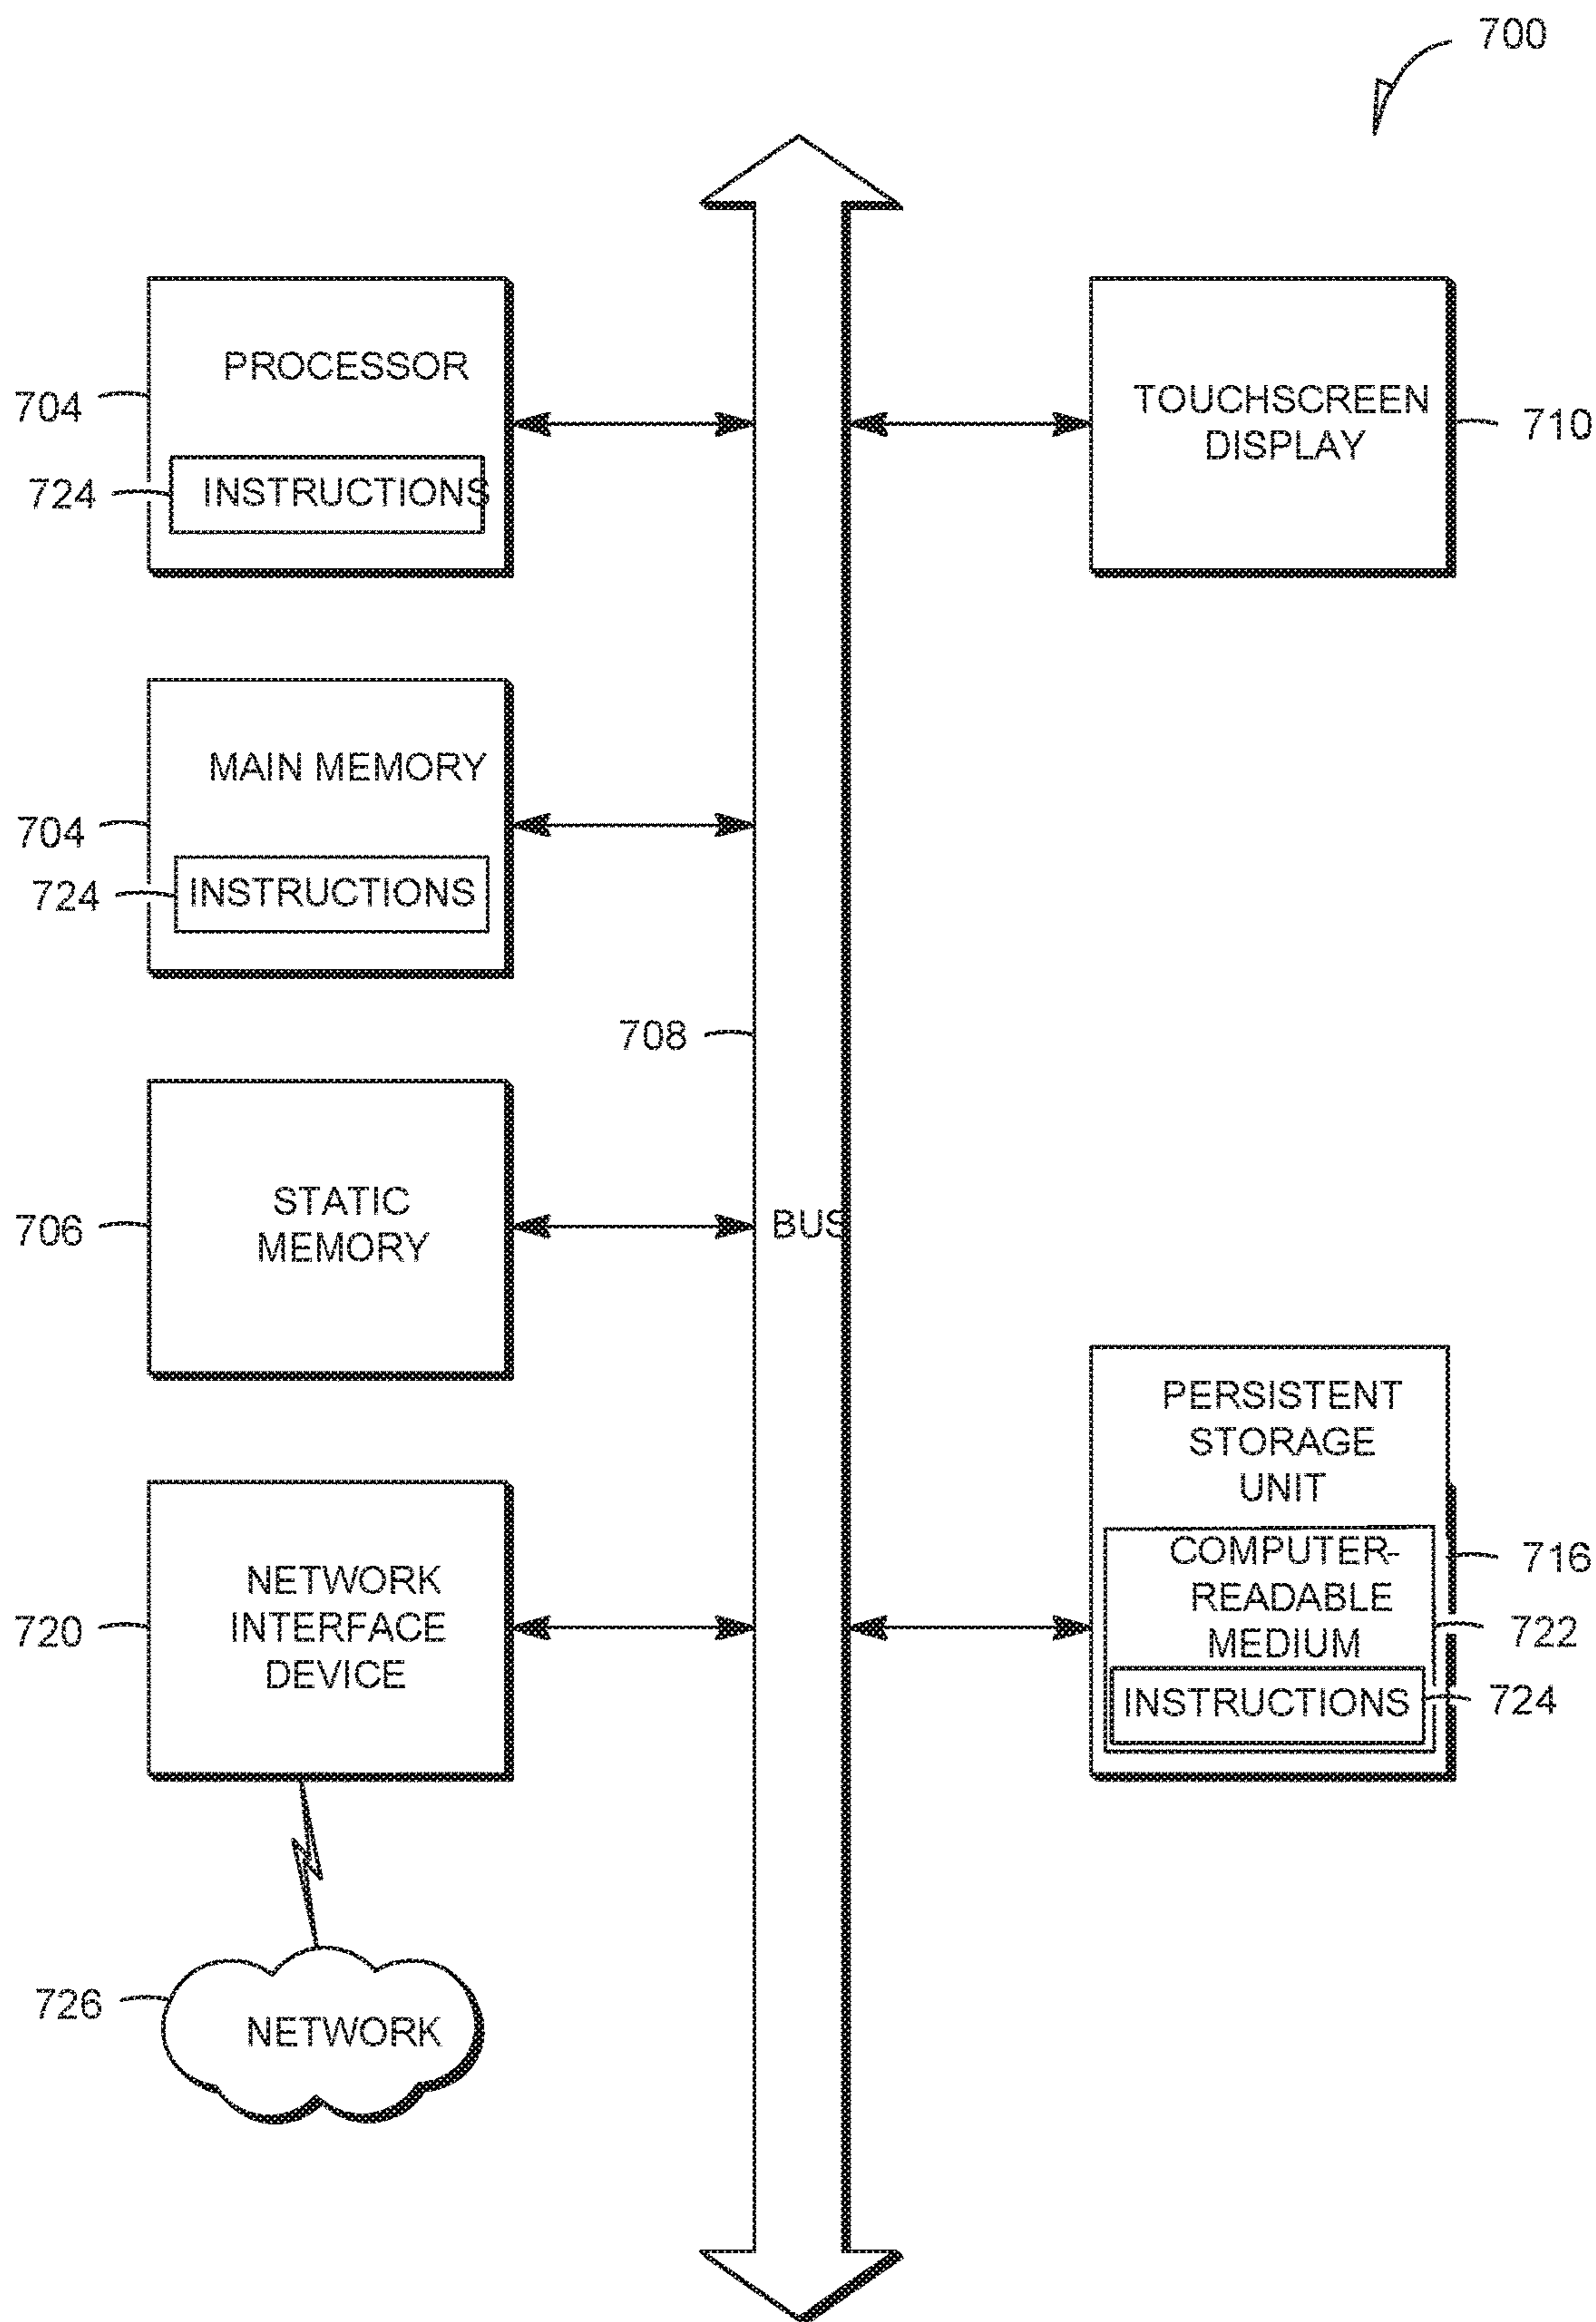 700
PROCESSOR
704
724
INSTRUCTIONS
TOUCHSCREEN
DISPLAY
710
MAIN MEMORY
704
724
INSTRUCTIONS
708
STATIC
MEMORY
706
BUS
PERSISTENT
STORAGE
UNIT
COMPUTER-
READABLE
MEDIUM
716
722
INSTRUCTIONS
724
NETWORK
INTERFACE
DEVICE
720
726
NETWORK